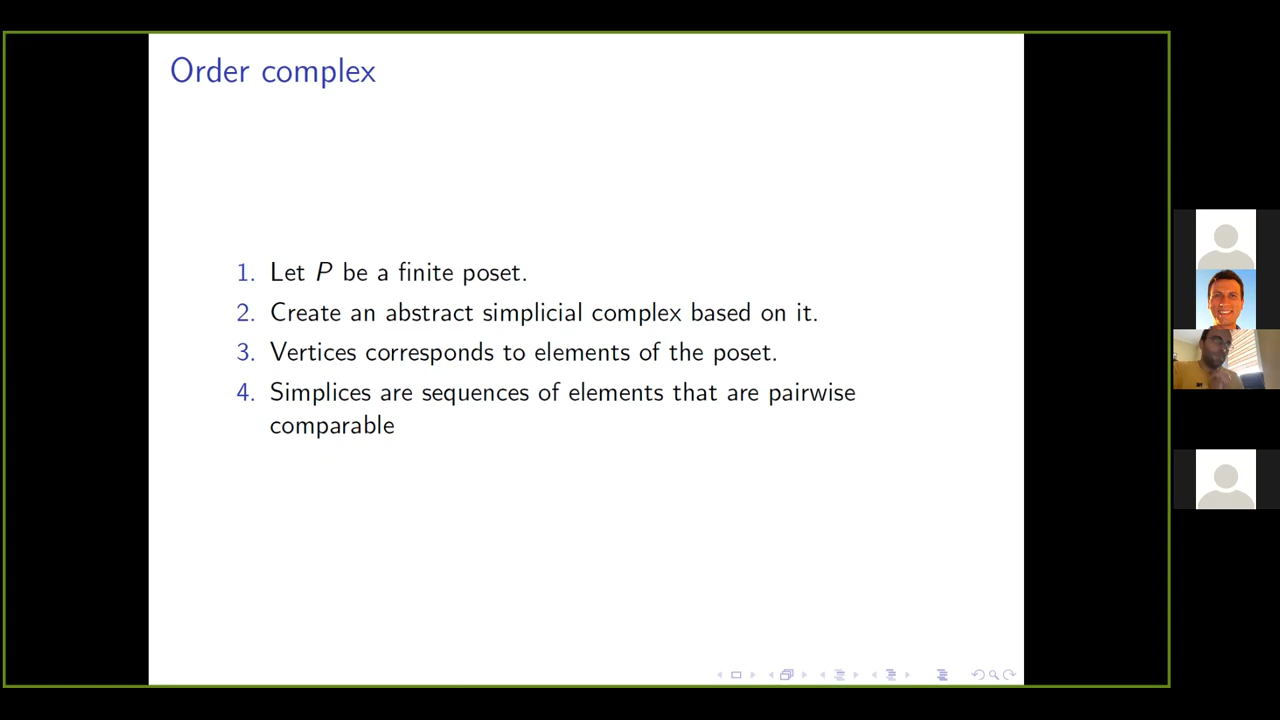 Order complex
1. Let P be a finite poset.
2. Create an abstract simplicial complex based on it.
3. Vertices corresponds to elements of the poset.
4. Simplices are sequences of elements that are pairwise
comparable